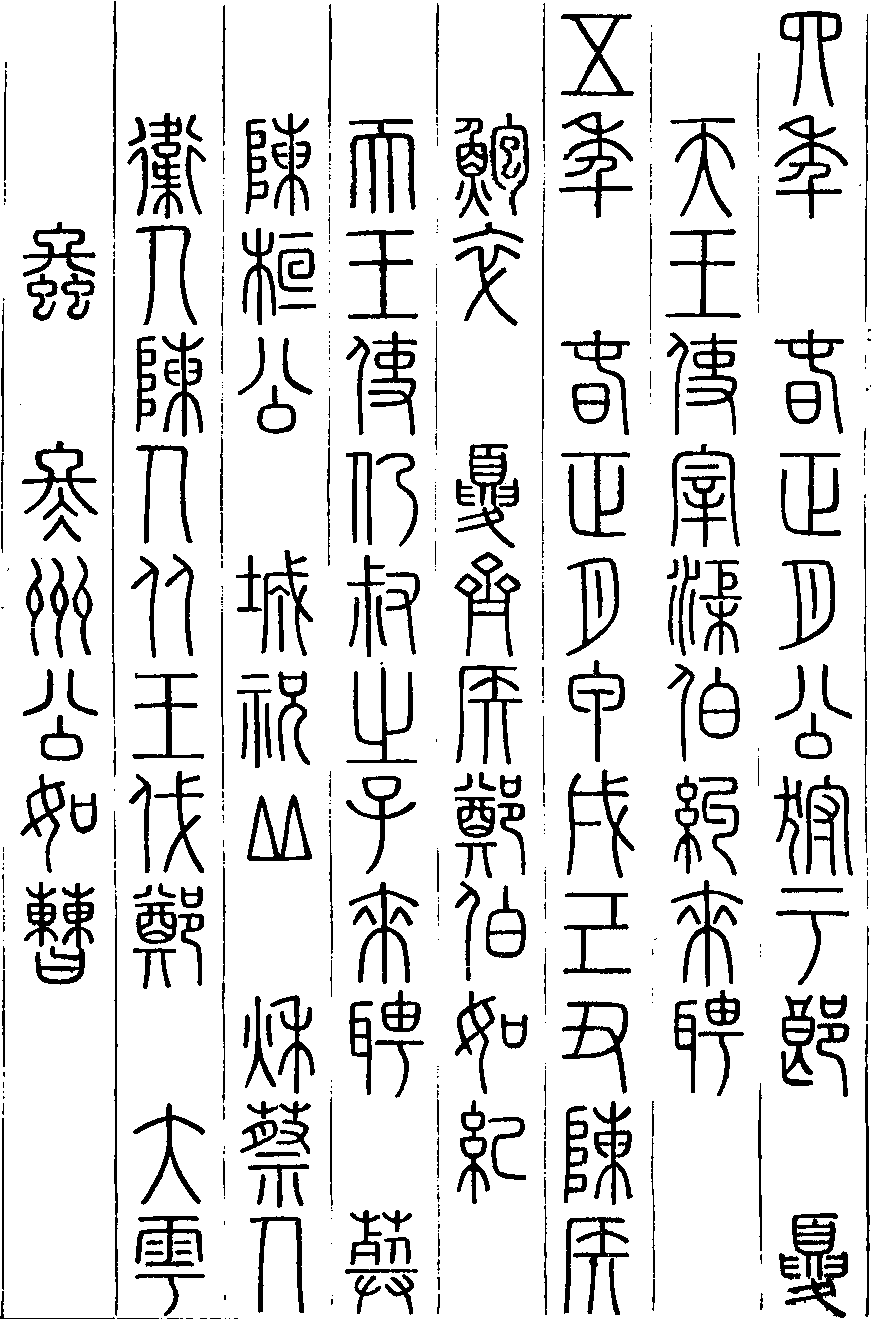 四年 春正月公狩于郎 夏
天王使宰渠伯糾來聘
五年 春正月甲戌己丑陳侯
鮑卒 夏齊侯鄭伯如紀
天王使仍叔之子來聘 葬
陳桓公 城祝丘 秋蔡人
衛人陳人从王伐鄭 大雩
螽 冬州公如曹